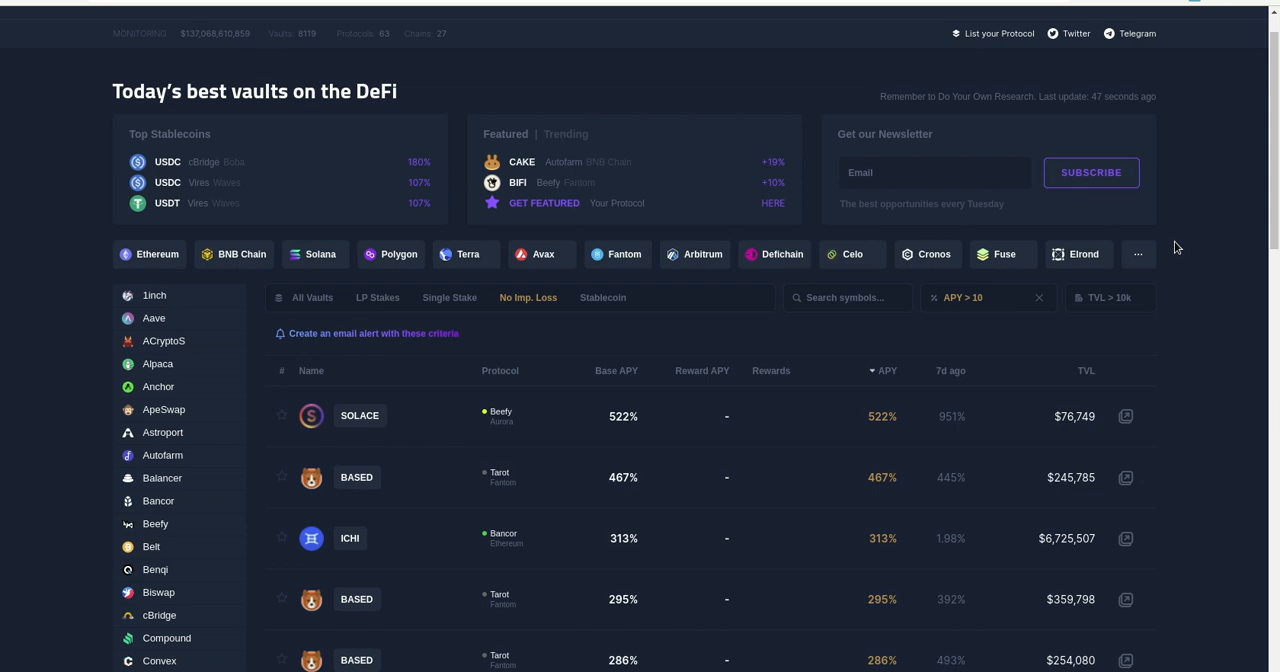 MONITORING $137,068,610,859 Vaults: 8119 Protocols: 63 Chains: 27 List your Protocol Twitter Telegram
Today's best vaults on the DeFi
Remember to Do Your Own Research. Last update: 47 seconds ago
Top Stablecoins
USDC cBridge Boba 180%
USDC Vires Waves 107%
USDT Vires Waves 107%
Featured | Trending
CAKE Autofarm BNB Chain +19%
BIFI Beefy Fantom +10%
GET FEATURED Your Protocol HERE
Get our Newsletter
Email SUBSCRIBE
The best opportunities every Tuesday
Ethereum BNB Chain Solana Polygon Terra Avax Fantom Arbitrum Defichain Celo Cronos Fuse Elrond ...
1inch
Aave
ACryptoS
Alpaca
Anchor
ApeSwap
Astroport
Autofarm
Balancer
Bancor
Beefy
Belt
Benqi
Biswap
cBridge
Compound
Convex
All Vaults LP Stakes Single Stake No Imp. Loss Stablecoin Search symbols... % APY > 10 TVL > 10k
Create an email alert with these criteria
# Name Protocol Base APY Reward APY Rewards APY 7d ago TVL
SOLACE Beefy 522% - 522% 951% $76,749
Aurora
BASED Tarot 467% - 467% 445% $245,785
Fantom
ICHI Bancor 313% - 313% 1.98% $6,725,507
Ethereum
BASED Tarot 295% - 295% 392% $359,798
Fantom
BASED Tarot 286% - 286% 493% $254,080
Fantom